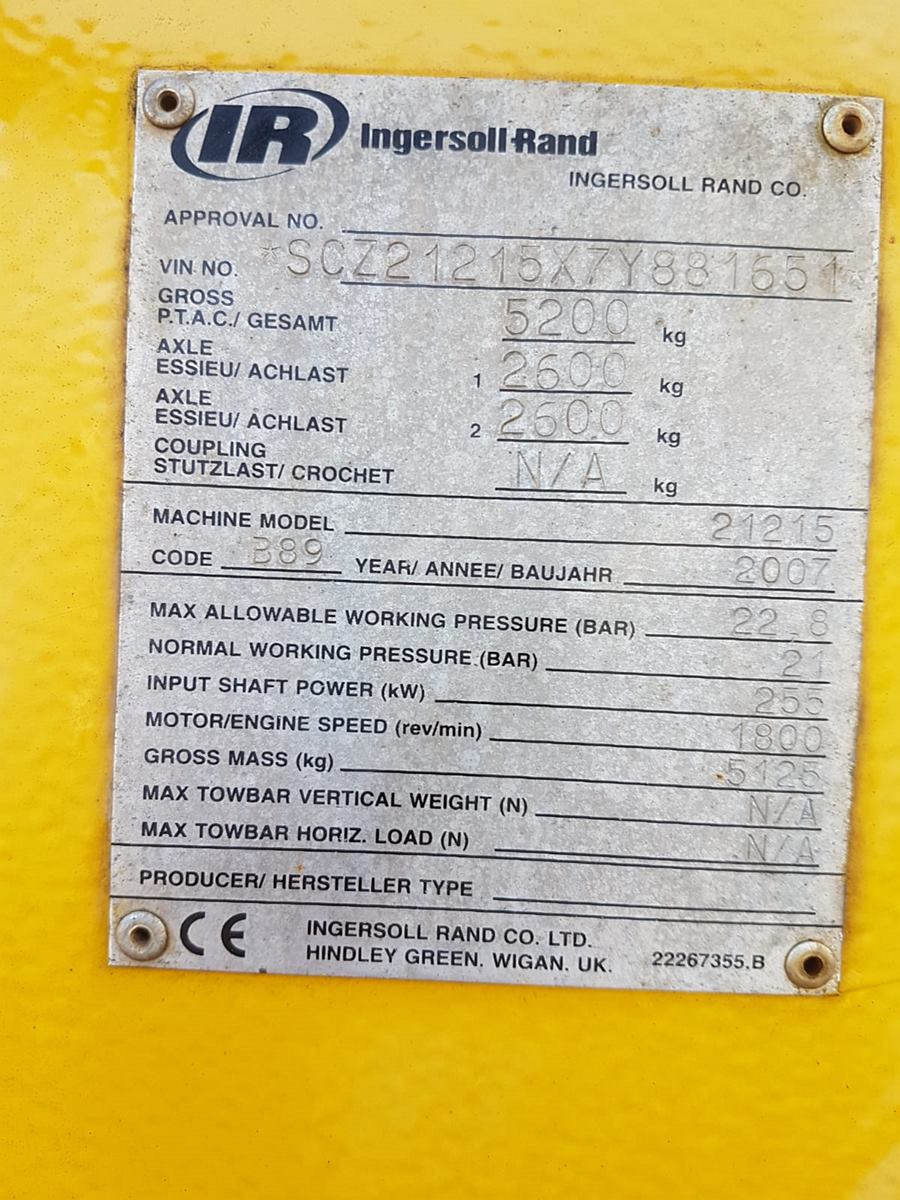 IR Ingersoll-Rand
INGERSOLL RAND CO.
APPROVAL NO.
VIN NO. *SCZ21215X7Y881651*
GROSS
P.T.A.C./ GESAMT 5200 kg
AXLE
ESSIEU/ ACHLAST 1 2600 kg
AXLE
ESSIEU/ ACHLAST 2 2600 kg
COUPLING
STUTZLAST/ CROCHET N/A kg
MACHINE MODEL 21215
CODE B89 YEAR/ ANNEE/ BAUJAHR 2007
MAX ALLOWABLE WORKING PRESSURE (BAR) 22,8
NORMAL WORKING PRESSURE (BAR) 21
INPUT SHAFT POWER (kW) 255
MOTOR/ENGINE SPEED (rev/min) 1800
GROSS MASS (kg) 5125
MAX TOWBAR VERTICAL WEIGHT (N) N/A
MAX TOWBAR HORIZ. LOAD (N) N/A
PRODUCER/ HERSTELLER TYPE
CE INGERSOLL RAND CO. LTD.
HINDLEY GREEN. WIGAN. UK. 22267355.B